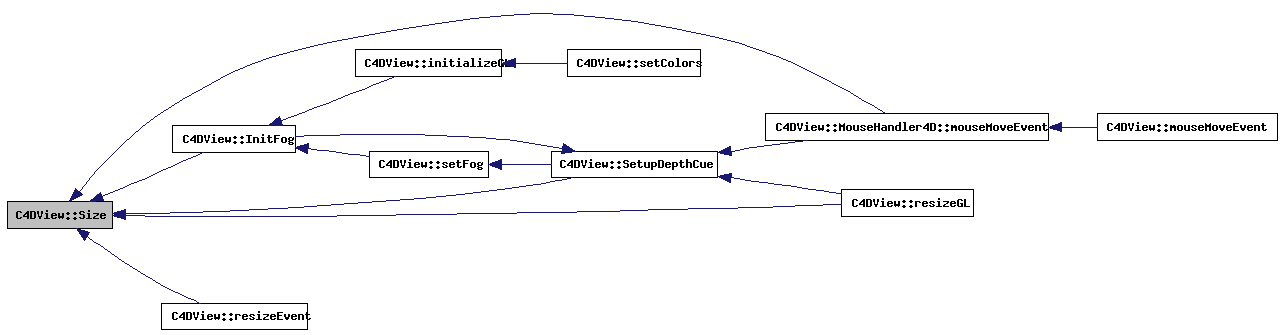 C4DView::initializeGL
C4DView::setColors
C4DView::MouseHandler4D::mouseMoveEvent
C4DView::mouseMoveEvent
C4DView::InitFog
C4DView::setFog
C4DView::SetupDepthCue
C4DView::resizeGL
C4DView::Size
C4DView::resizeEvent